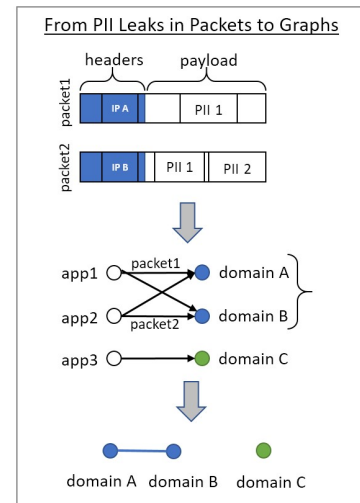 From PII Leaks in Packets to Graphs
headers payload
packet1
IP A PII 1
packet2
IP B PII 1 PII 2
packet1
app1 domain A
app2 domain B
packet2
app3 domain C
domain A domain B domain C